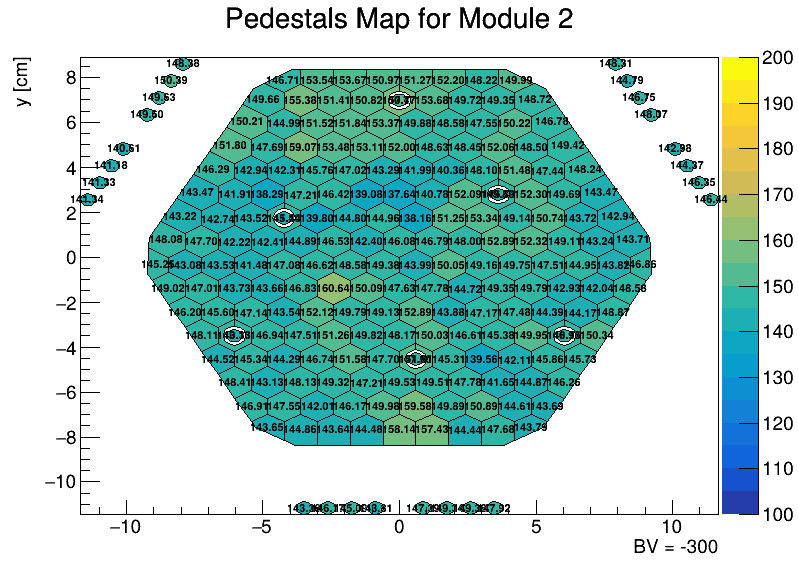 Pedestals Map for Module 2
y [cm]
148.38 148.31
150.39 144.79
149.63 146.75
149.60 148.07
140.61 142.98
141.18 144.37
141.33 146.35
141.34 146.44
146.71 153.54 153.67 150.97 151.27 152.20 148.22 149.99
149.66 155.38 151.41 150.82 153.68 149.72 149.35 148.72
150.21 144.99 151.52 151.84 153.37 149.88 148.58 147.55 150.22 146.78
151.80 147.69 159.07 153.48 153.11 152.00 148.63 148.45 152.06 148.50 149.42
146.29 142.94 142.31 145.76 147.02 143.29 141.99 140.36 148.10 151.48 147.44 148.24
143.47 141.91 138.29 147.21 146.42 139.08 137.64 140.78 152.09 152.30 149.69 143.47
143.22 142.74 143.52 139.80 144.80 144.96 138.16 151.25 153.34 149.14 150.74 143.72 142.94
148.08 147.70 142.22 142.41 144.89 146.53 142.40 146.08 146.79 148.00 152.89 152.32 149.11 143.24 143.71
143.08 143.53 141.48 147.08 146.62 148.58 149.38 143.99 150.05 149.16 149.75 147.51 144.95 146.86
149.02 147.01 143.73 143.66 146.83 160.64 150.09 147.63 147.78 144.72 149.35 149.79 142.93 142.04 148.58
146.20 145.60 147.14 143.54 152.12 149.79 149.13 152.89 143.88 147.44 143.17 147.48 144.39 144.17 148.87
148.11 144.94 147.51 151.26 149.82 148.17 150.03 146.61 145.38 149.95 150.34
144.52 145.34 144.29 146.74 151.58 147.70 145.31 139.56 142.11 145.86 145.73
148.41 143.13 148.13 149.32 147.21 149.53 149.51 147.78 141.65 144.87 146.26
146.91 147.55 142.01 146.17 149.98 159.58 149.89 150.89 144.61 143.69
143.65 144.86 143.64 144.48 158.14 157.43 144.44 148.67 143.79
147.92
8
6
4
2
0
−2
−4
−6
−8
−10
−10 −5 0 5 10
BV = -300
200
190
180
170
160
150
140
130
120
110
100